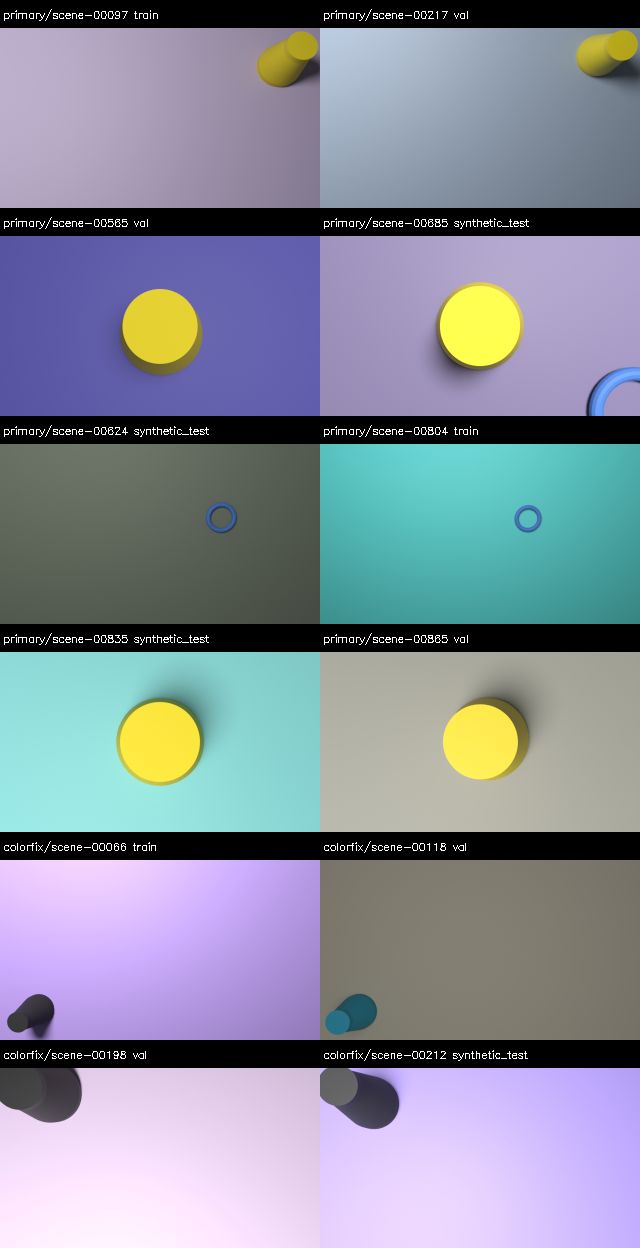 primary/scene-00097 train
primary/scene-00217 val
primary/scene-00565 val
primary/scene-00685 synthetic_test
primary/scene-00624 synthetic_test
primary/scene-00804 train
primary/scene-00835 synthetic_test
primary/scene-00865 val
colorfix/scene-00066 train
colorfix/scene-00118 val
colorfix/scene-00198 val
colorfix/scene-00212 synthetic_test